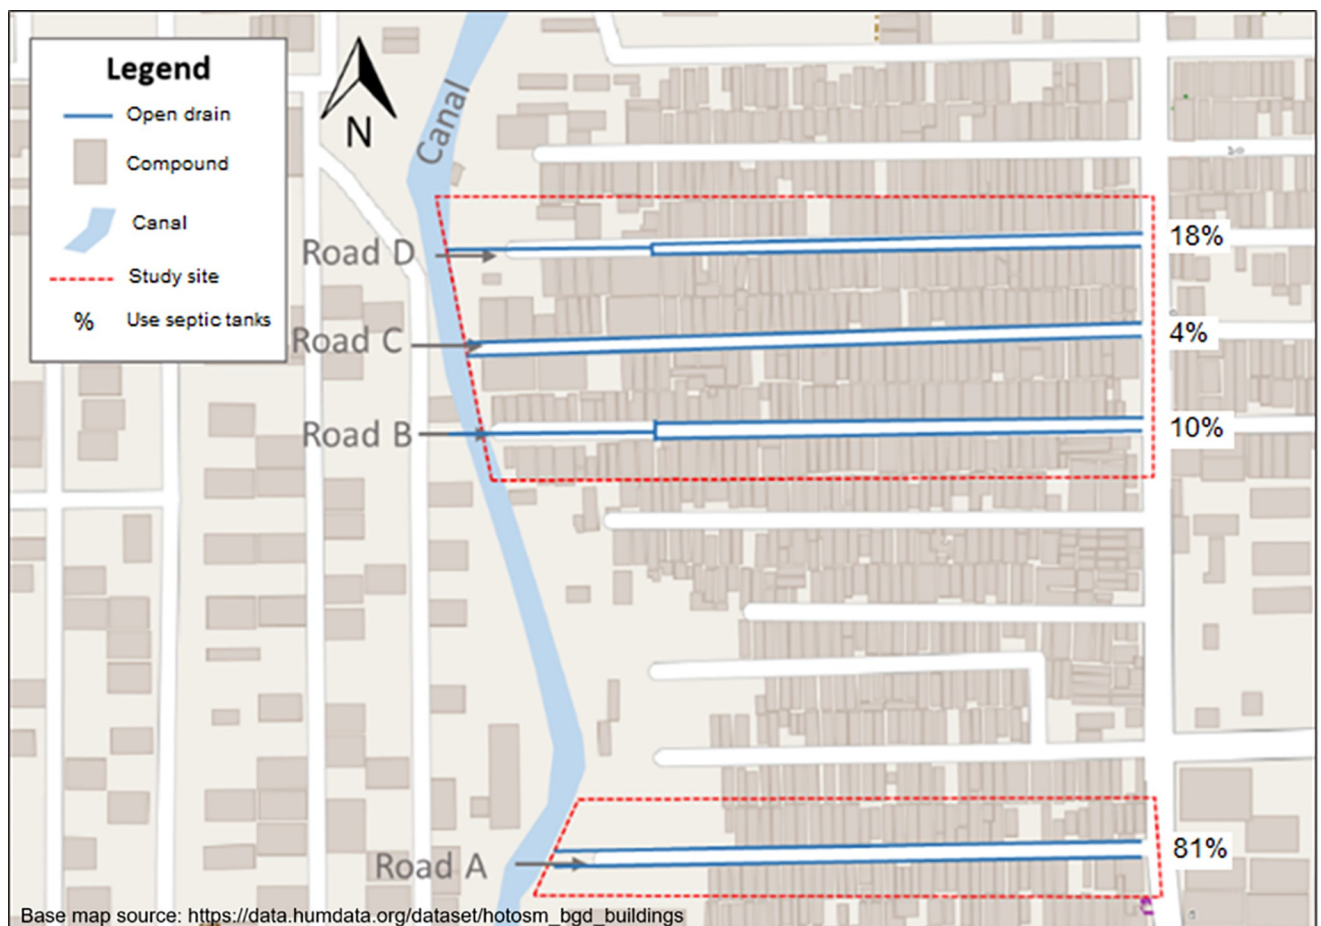 Legend
Open drain
Compound
Canal
Study site
% Use septic tanks
N
Canal
Road D
18%
Road C
4%
Road B
10%
Road A
81%
Base map source: https://data.humdata.org/dataset/hotosm_bgd_buildings